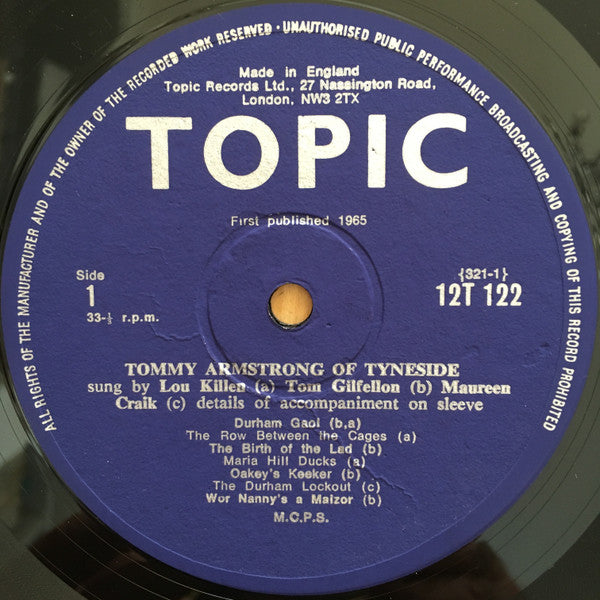 ALL RIGHTS OF THE MANUFACTURER AND OF THE OWNER OF THE RECORDED WORK RESERVED · UNAUTHORISED PUBLIC PERFORMANCE BROADCASTING AND COPYING OF THIS RECORD PROHIBITED
Made in England
Topic Records Ltd., 27 Nassington Road,
London, NW3 2TX
TOPIC
First published 1965
Side
1
33-⅓ r.p.m.
{321-1}
12T 122
TOMMY ARMSTRONG OF TYNESIDE
sung by Lou Killen (a) Tom Gilfellon (b) Maureen
Craik (c) details of accompaniment on sleeve
Durham Gaol (b,a)
The Row Between the Cages (a)
The Birth of the Lad (b)
Maria Hill Ducks (a)
Oakey's Keeker (b)
The Durham Lockout (c)
Wor Nanny's a Maizor (b)
M.C.P.S.